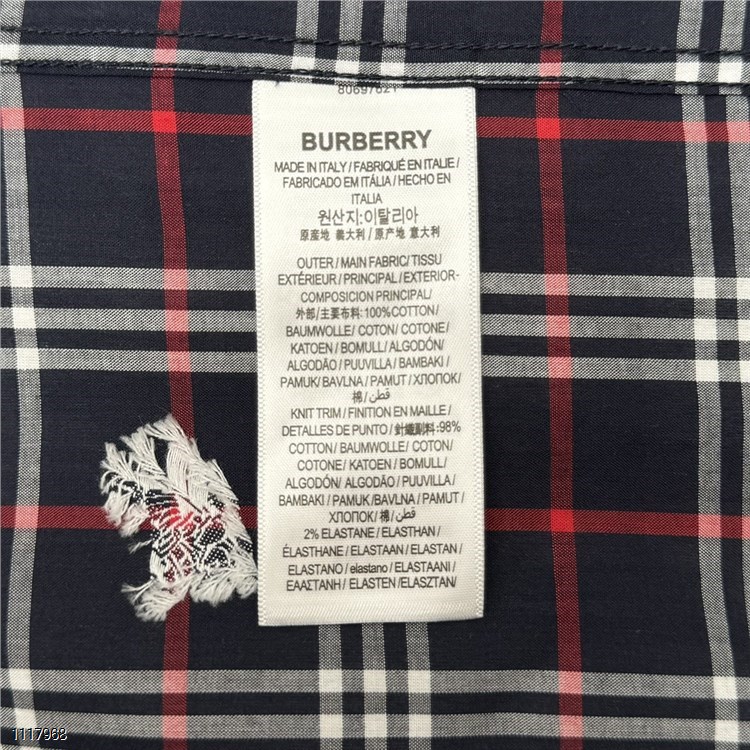 80697621
BURBERRY
MADE IN ITALY / FABRIQUÉ EN ITALIE /
FABRICADO EM ITÁLIA / HECHO EN
ITALIA
원산지:이탈리아
原産地 義大利 / 原产地 意大利
OUTER / MAIN FABRIC/ TISSU
EXTÉRIEUR / PRINCIPAL / EXTERIOR-
COMPOSICION PRINCIPAL/
外部/主要布料: 100%COTTON/
BAUMWOLLE/ COTON/ COTONE/
KATOEN / BOMULL/ ALGODÓN/
ALGODÃO / PUUVILLA / BAMBAKI /
PAMUK/ BAVLNA / PAMUT / ХЛОПОК/
棉/ قطن/
KNIT TRIM / FINITION EN MAILLE /
DETALLES DE PUNTO / 針織副料:98%
COTTON/ BAUMWOLLE/ COTON/
COTONE / KATOEN / BOMULL/
ALGODÓN/ ALGODÃO / PUUVILLA /
BAMBAKI / PAMUK /BAVLNA / PAMUT /
ХЛОПОК/ 棉/ قطن/
2% ELASTANE / ELASTHAN /
ÉLASTHANE / ELASTAAN / ELASTAN /
ELASTANO / elastano / ELASTAANI /
ΕΛΑΣΤΑΝΗ / ELASTEN /ELASZTAN/
1117968